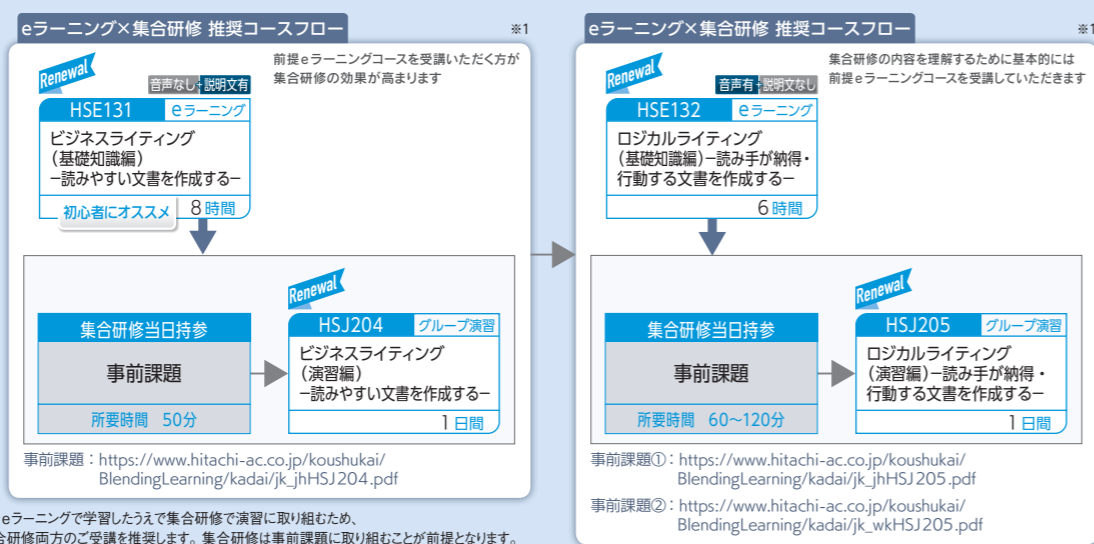 eラーニング×集合研修 推奨コースフロー
※1
Renewal
音声なし+説明文有
前提eラーニングコースを受講いただく方が
集合研修の効果が高まります
HSE131 eラーニング
ビジネスライティング
(基礎知識編)
−読みやすい文書を作成する−
初心者にオススメ 8時間
集合研修当日持参
事前課題
所要時間 50分
Renewal
HSJ204 グループ演習
ビジネスライティング
(演習編)
−読みやすい文書を作成する−
1日間
事前課題:https://www.hitachi-ac.co.jp/koushukai/
BlendingLearning/kadai/jk_jhHSJ204.pdf
eラーニングで学習したうえで集合研修で演習に取り組むため、
合研修両方のご受講を推奨します。集合研修は事前課題に取り組むことが前提となります。
eラーニング×集合研修 推奨コースフロー
※1
Renewal
音声有+説明文なし
集合研修の内容を理解するために基本的には
前提eラーニングコースを受講していただきます
HSE132 eラーニング
ロジカルライティング
(基礎知識編)−読み手が納得・
行動する文書を作成する−
6時間
集合研修当日持参
事前課題
所要時間 60〜120分
Renewal
HSJ205 グループ演習
ロジカルライティング
(演習編)−読み手が納得・
行動する文書を作成する−
1日間
事前課題①:https://www.hitachi-ac.co.jp/koushukai/
BlendingLearning/kadai/jk_jhHSJ205.pdf
事前課題②:https://www.hitachi-ac.co.jp/koushukai/
BlendingLearning/kadai/jk_wkHSJ205.pdf